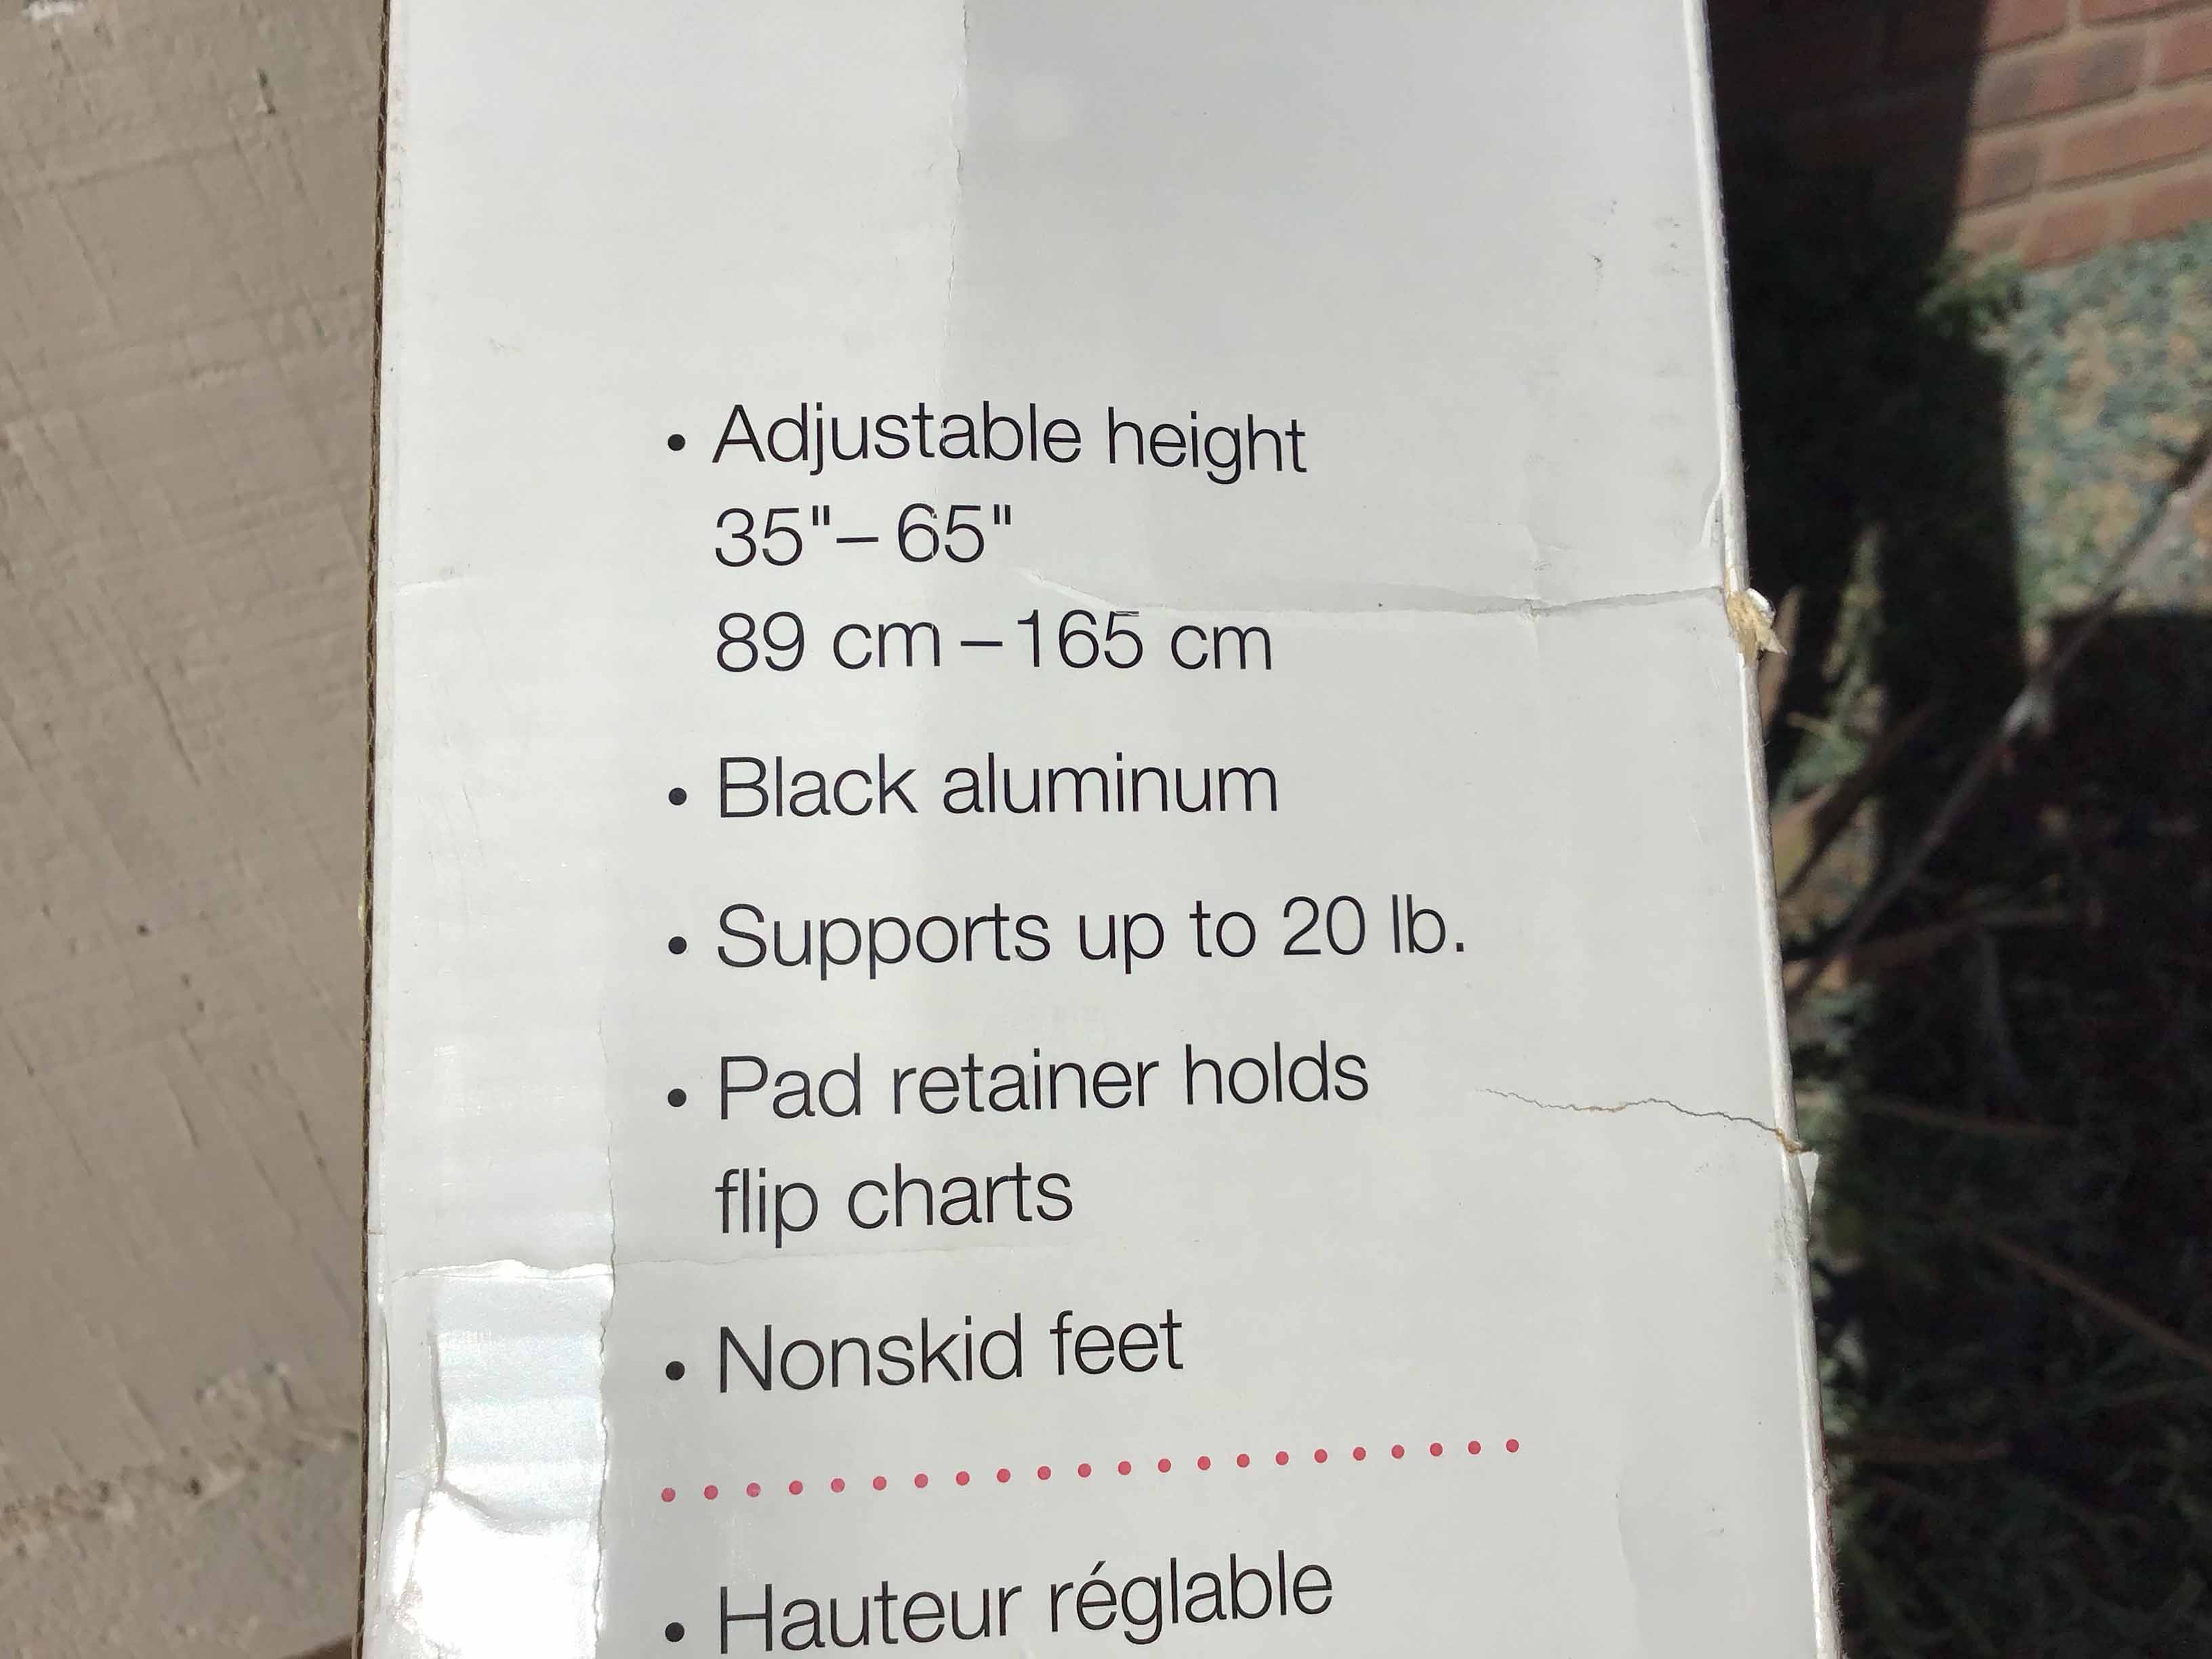 • Adjustable height
35"– 65"
89 cm – 165 cm
• Black aluminum
• Supports up to 20 lb.
• Pad retainer holds
flip charts
• Nonskid feet
• Hauteur réglable